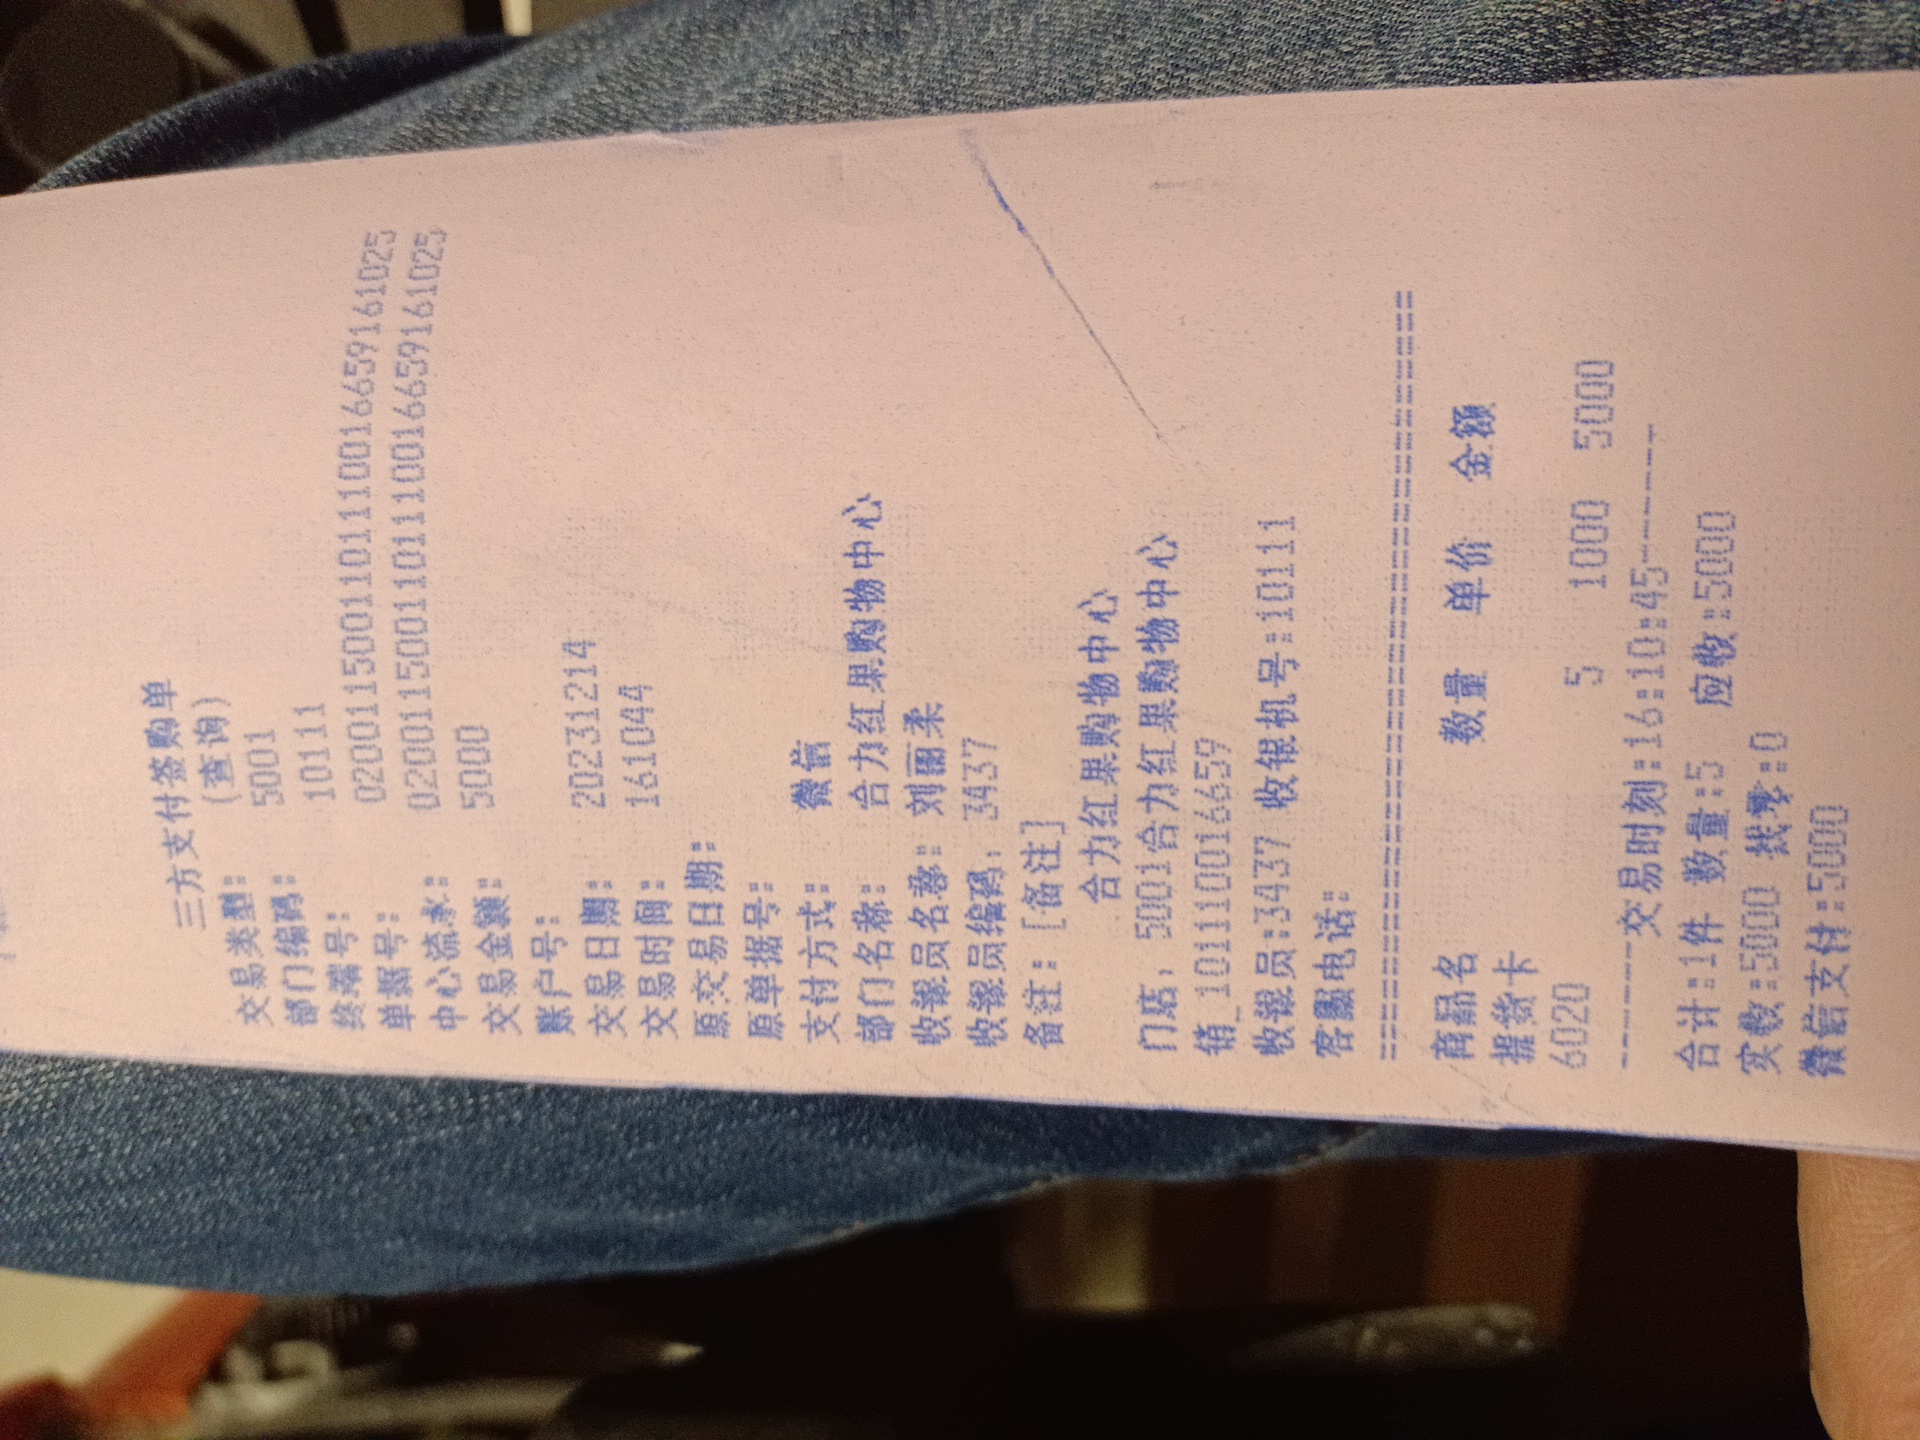 三方支付签购单
(查询)
交易类型: 5001
部门编码: 10111
终端号: 0200115001101110016659161025
单据号: 0200115001101110016659161025
中心流水: 5000
交易金额:
账户号:
交易日期: 20231214
交易时间: 161044
原交易日期:
原单据号:
支付方式: 微信
部门名称: 合力红果购物中心
收银员名称: 刘丽柔
收银员编码: 3437
备注: [备注]
合力红果购物中心
门店: 5001合力红果购物中心
销_101110016659
收银员:3437 收银机号:10111
客服电话:
================================
商品名 数量 单价 金额
提货卡
6020 5 1000 5000
------交易时刻:16:10:45------
合计:1件 数量:5 应收:5000
实数:5000 找零:0
微信支付:5000